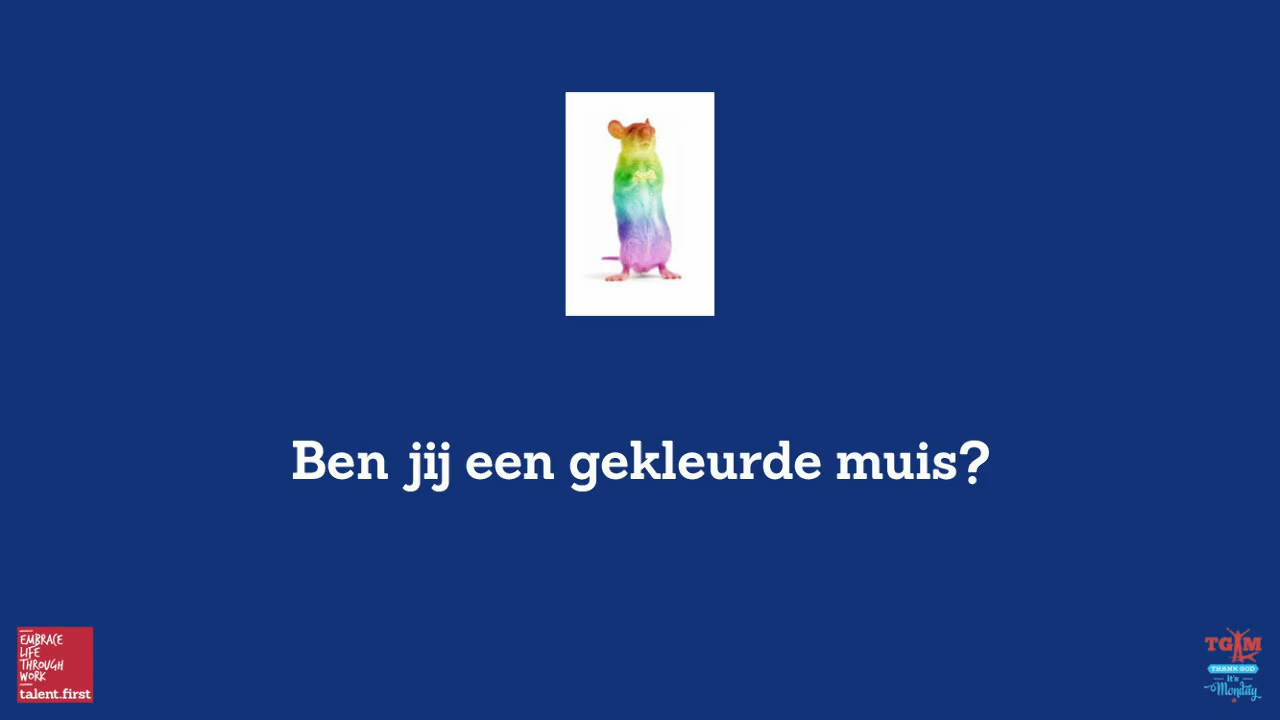 Ben jij een gekleurde muis?
EMBRACE
LIFE
THROUGH
WORK
talent.first
TGIM
THANK GOD
it's
Monday